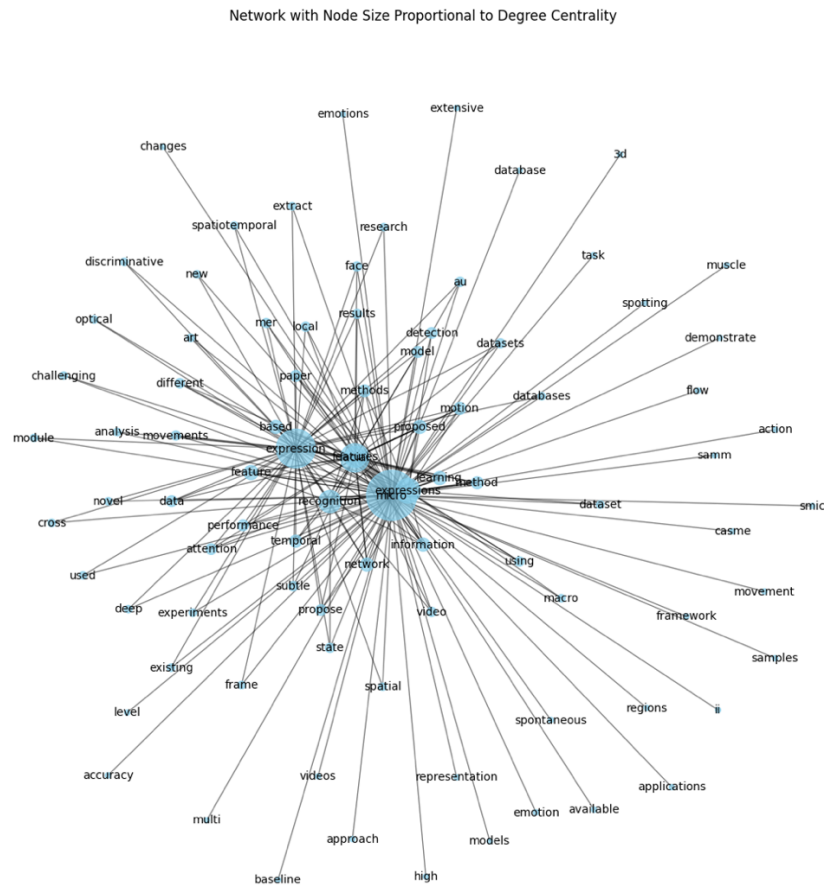 Network with Node Size Proportional to Degree Centrality
extensive
emotions
changes
3d
database
extract
spatiotemporal
research
task
discriminative
face
muscle
new
au
spotting
results
optical
mer
local
detection
art
model
datasets
demonstrate
challenging
paper
different
methods
flow
databases
motion
based
proposed
action
module
analysis
movements
expression
features
samm
feature
learning
method
expressions
micro
novel
data
recognition
dataset
smic
cross
performance
casme
attention
temporal
information
used
network
using
subtle
movement
deep
experiments
propose
video
macro
framework
state
samples
existing
frame
spatial
level
spontaneous
regions
ii
accuracy
videos
representation
applications
multi
emotion
available
approach
models
baseline
high